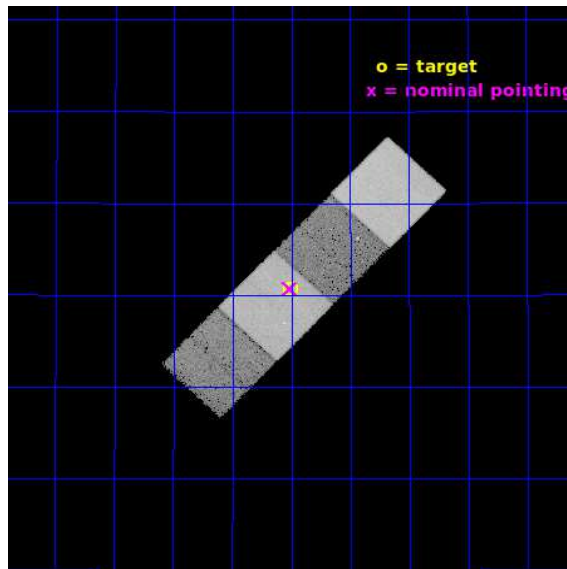 o = target
x = nominal pointing